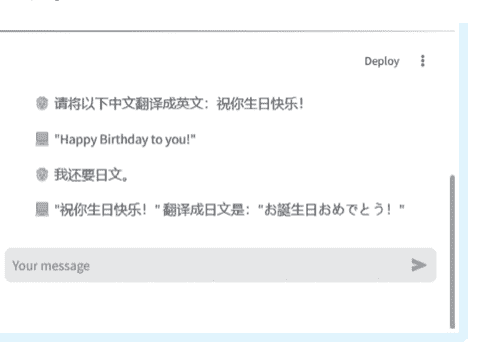 Deploy
请将以下中文翻译成英文：祝你生日快乐！
"Happy Birthday to you!"
我还要日文。
"祝你生日快乐！" 翻译成日文是："お誕生日おめでとう！"
Your message